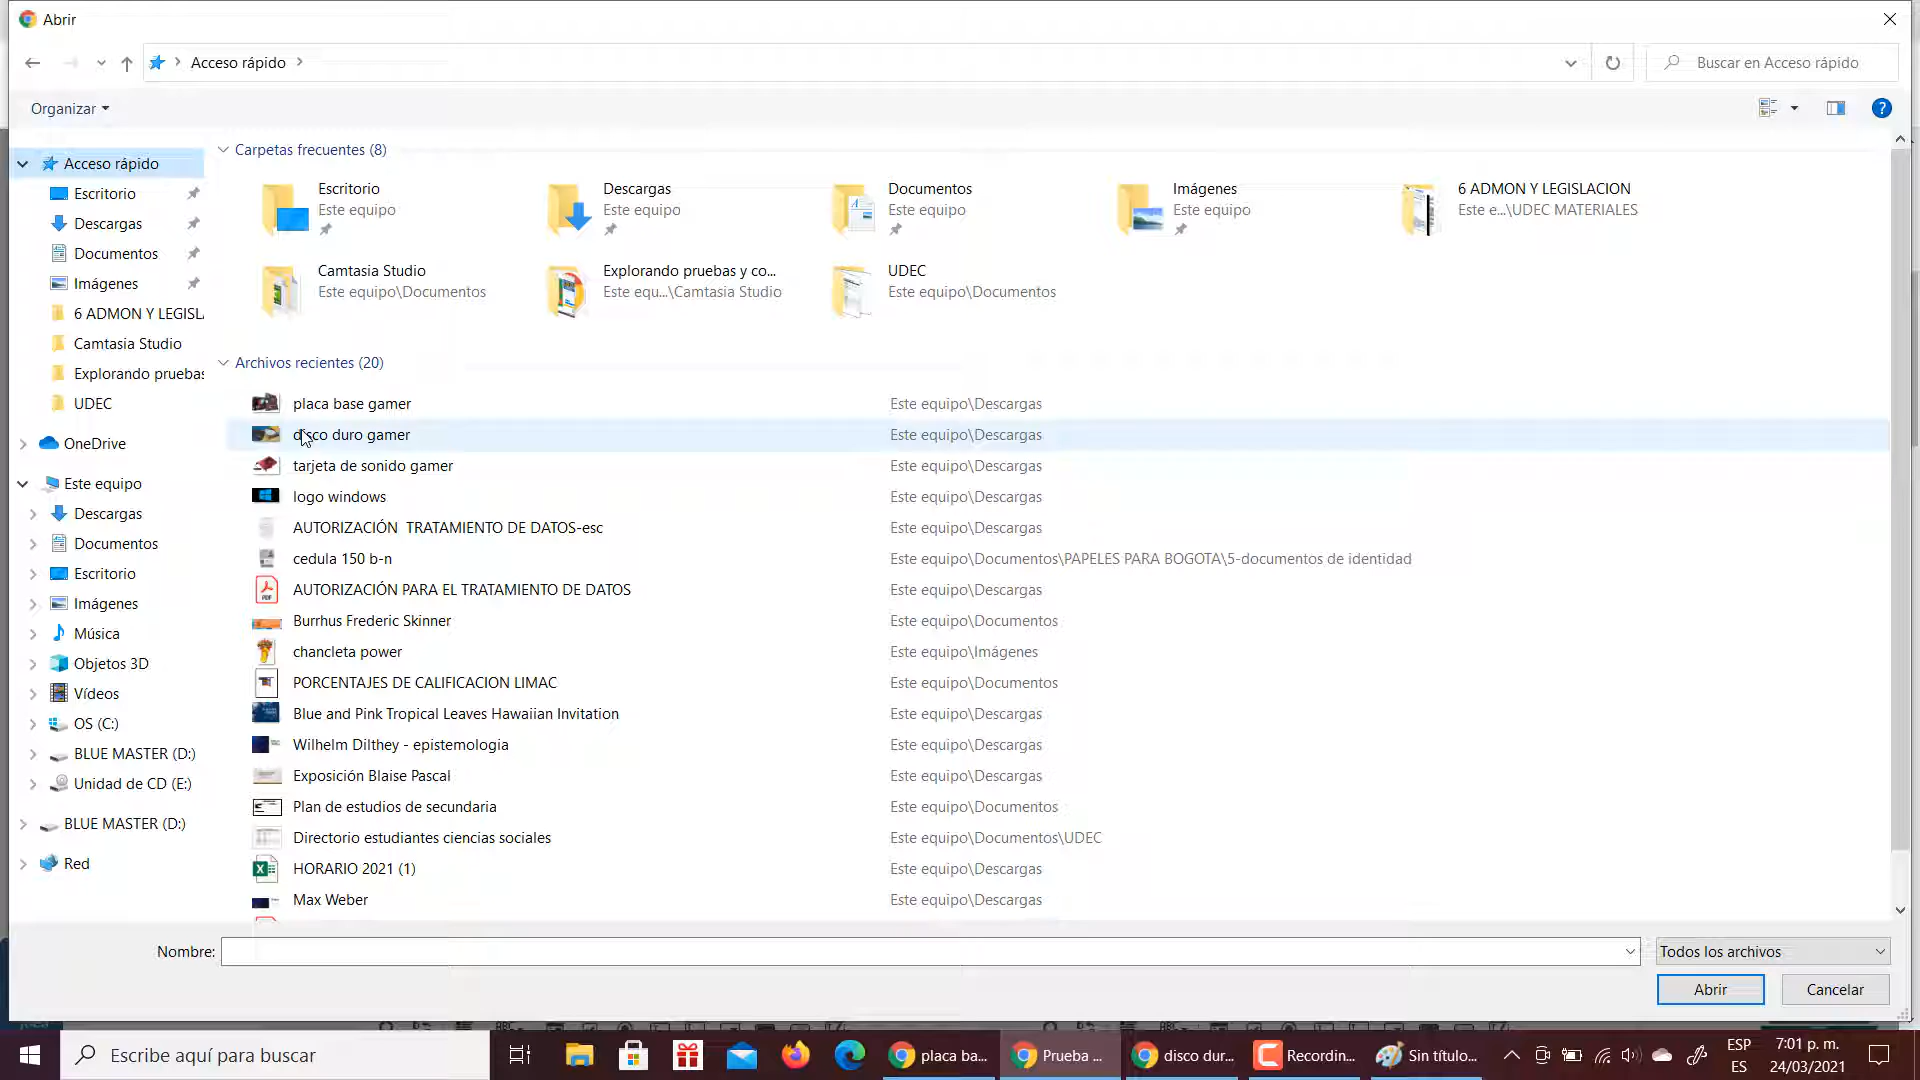 Abrir
Acceso rápido
Buscar en Acceso rápido
Organizar
Acceso rápido
Escritorio
Descargas
Documentos
Imágenes
6 ADMON Y LEGISL
Camtasia Studio
Explorando pruebas
UDEC
OneDrive
Este equipo
Descargas
Documentos
Escritorio
Imágenes
Música
Objetos 3D
Vídeos
OS (C:)
BLUE MASTER (D:)
Unidad de CD (E:)
BLUE MASTER (D:)
Red
Carpetas frecuentes (8)
Escritorio
Este equipo
Descargas
Este equipo
Documentos
Este equipo
Imágenes
Este equipo
6 ADMON Y LEGISLACION
Este e...\UDEC MATERIALES
Camtasia Studio
Este equipo\Documentos
Explorando pruebas y co...
Este equ...\Camtasia Studio
UDEC
Este equipo\Documentos
Archivos recientes (20)
placa base gamer Este equipo\Descargas
disco duro gamer Este equipo\Descargas
tarjeta de sonido gamer Este equipo\Descargas
logo windows Este equipo\Descargas
AUTORIZACIÓN  TRATAMIENTO DE DATOS-esc Este equipo\Descargas
cedula 150 b-n Este equipo\Documentos\PAPELES PARA BOGOTA\5-documentos de identidad
AUTORIZACIÓN PARA EL TRATAMIENTO DE DATOS Este equipo\Descargas
Burrhus Frederic Skinner Este equipo\Documentos
chancleta power Este equipo\Imágenes
PORCENTAJES DE CALIFICACION LIMAC Este equipo\Documentos
Blue and Pink Tropical Leaves Hawaiian Invitation Este equipo\Descargas
Wilhelm Dilthey - epistemologia Este equipo\Descargas
Exposición Blaise Pascal Este equipo\Descargas
Plan de estudios de secundaria Este equipo\Documentos
Directorio estudiantes ciencias sociales Este equipo\Documentos\UDEC
HORARIO 2021 (1) Este equipo\Descargas
Max Weber Este equipo\Descargas
Nombre:
Todos los archivos
Abrir Cancelar
Escribe aquí para buscar
placa ba...
Prueba ...
disco dur...
Recordin...
Sin título...
ESP
ES
7:01 p. m.
24/03/2021